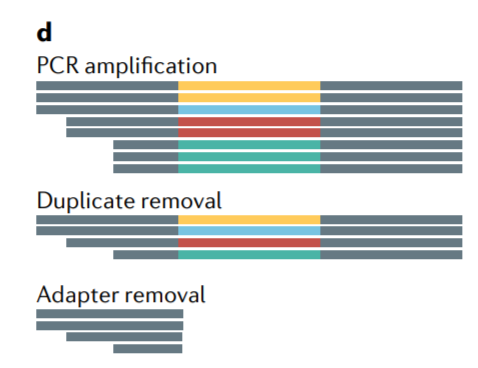 d
PCR amplification
Duplicate removal
Adapter removal